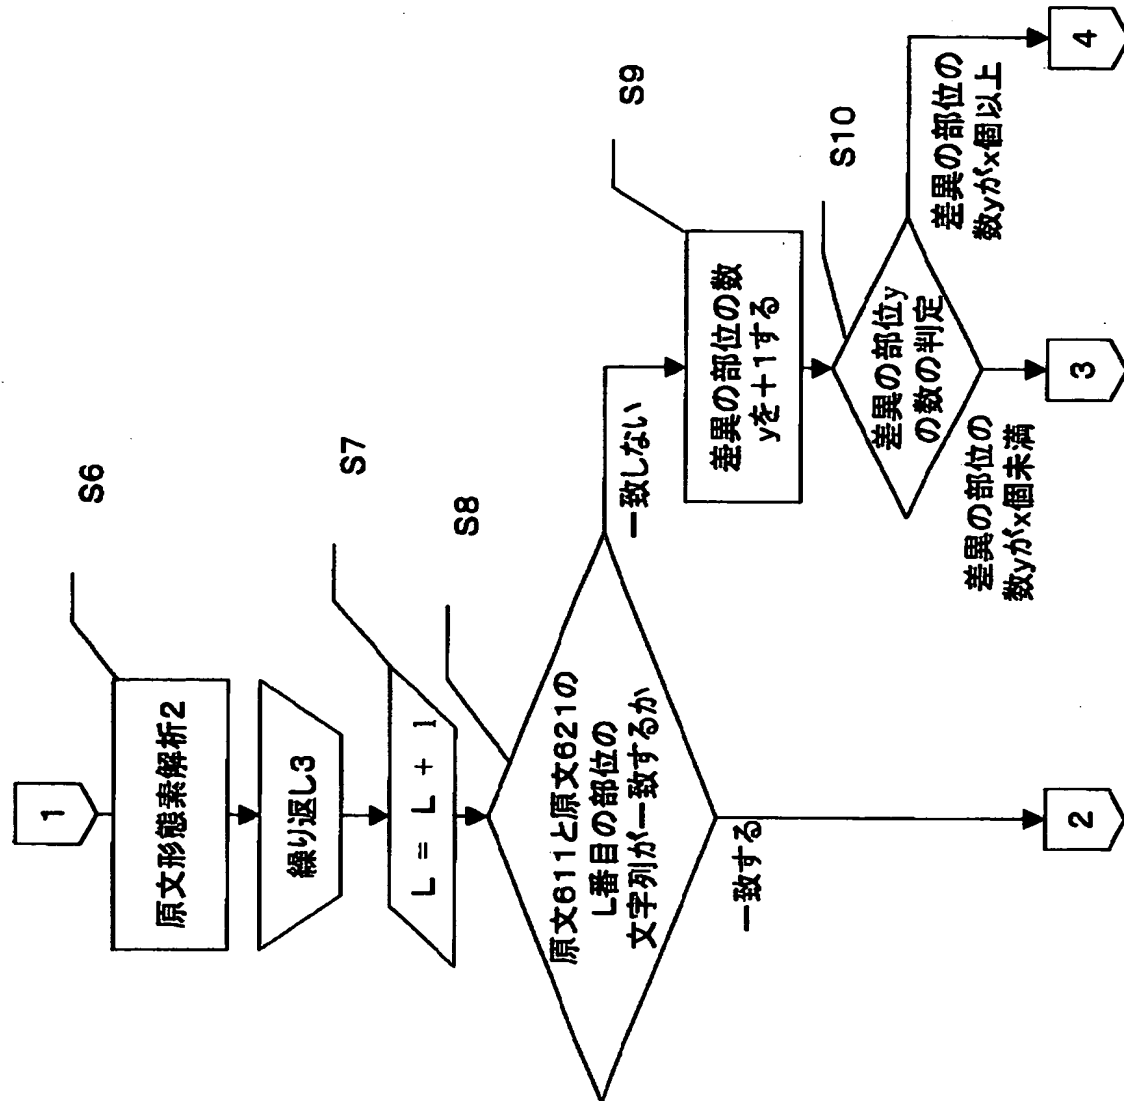 1
S6
原文形態素解析2
繰り返し3
S7
L = L + 1
S8
原文611と原文621の
L番目の部位の
文字列が一致するか
一致する
一致しない
S9
差異の部位の数
yを+1する
S10
差異の部位y
の数の判定
差異の部位の
数yがx個未満
差異の部位の
数yがx個以上
2
3
4